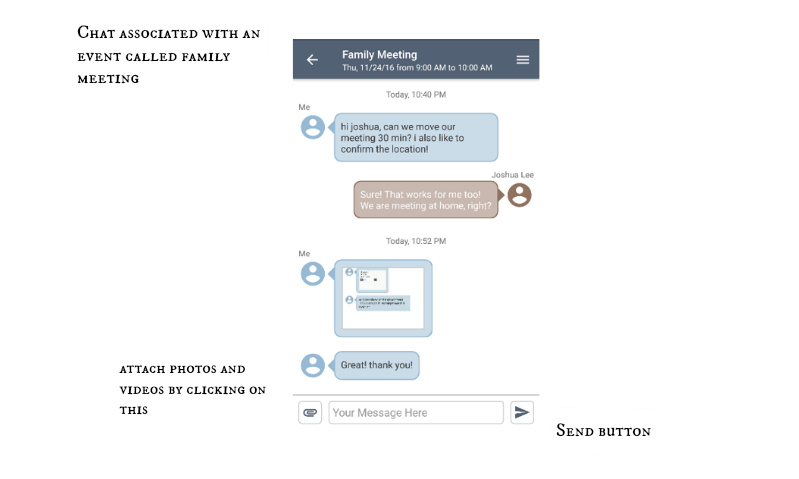 Chat associated with an
event called family
meeting
Family Meeting
Thu, 11/24/16 from 9:00 AM to 10:00 AM
Today, 10:40 PM
Me
hi joshua, can we move our
meeting 30 min? i also like to
confirm the location!
Joshua Lee
Sure! That works for me too!
We are meeting at home, right?
Today, 10:52 PM
Me
Great! thank you!
attach photos and
videos by clicking on
this
Your Message Here
Send button